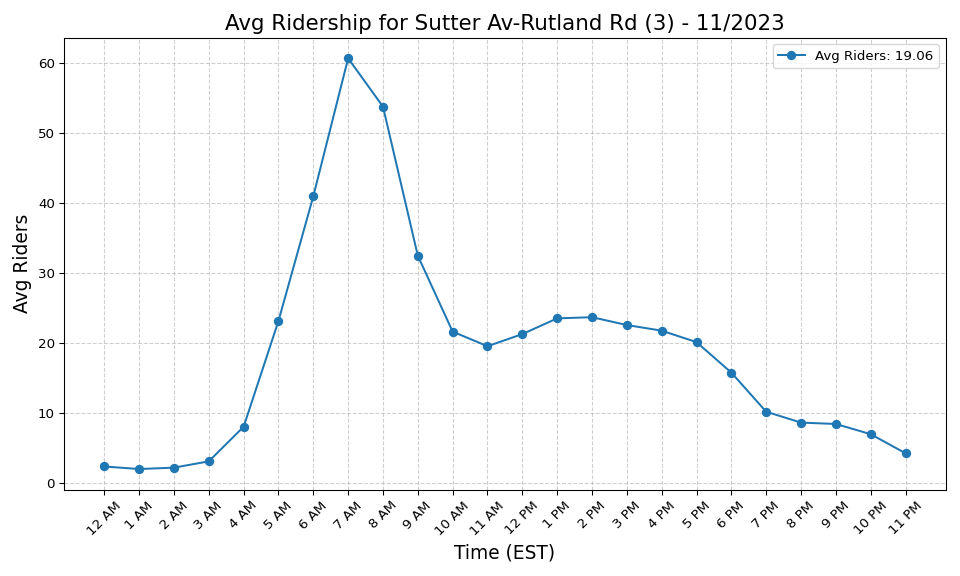 Avg Ridership for Sutter Av-Rutland Rd (3) - 11/2023
Avg Riders: 19.06
Avg Riders
60
50
40
30
20
10
0
12 AM
1 AM
2 AM
3 AM
4 AM
5 AM
6 AM
7 AM
8 AM
9 AM
10 AM
11 AM
12 PM
1 PM
2 PM
3 PM
4 PM
5 PM
6 PM
7 PM
8 PM
9 PM
10 PM
11 PM
Time (EST)